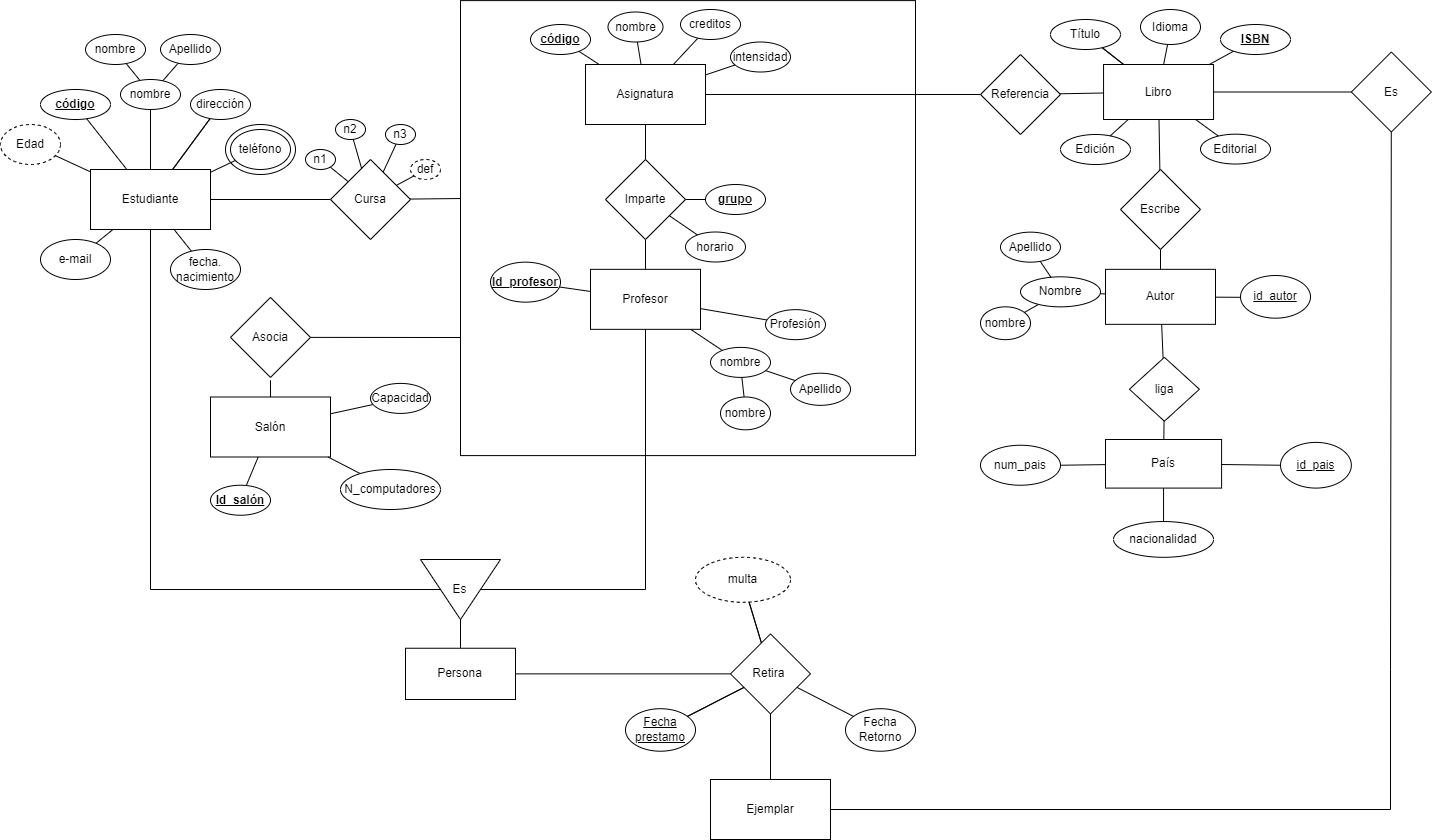 nombre
Apellido
nombre
código
dirección
Edad
teléfono
Estudiante
e-mail
fecha.
nacimiento
n1
n2
n3
def
Cursa
código
nombre
creditos
intensidad
Asignatura
Imparte
grupo
horario
Id_profesor
Profesor
Profesión
nombre
Apellido
nombre
Asocia
Salón
Capacidad
Id_salón
N_computadores
Referencia
Título
Idioma
ISBN
Libro
Edición
Editorial
Es
Escribe
Apellido
Nombre
nombre
Autor
id_autor
liga
num_pais
País
id_pais
nacionalidad
Es
Persona
multa
Retira
Fecha
prestamo
Fecha
Retorno
Ejemplar